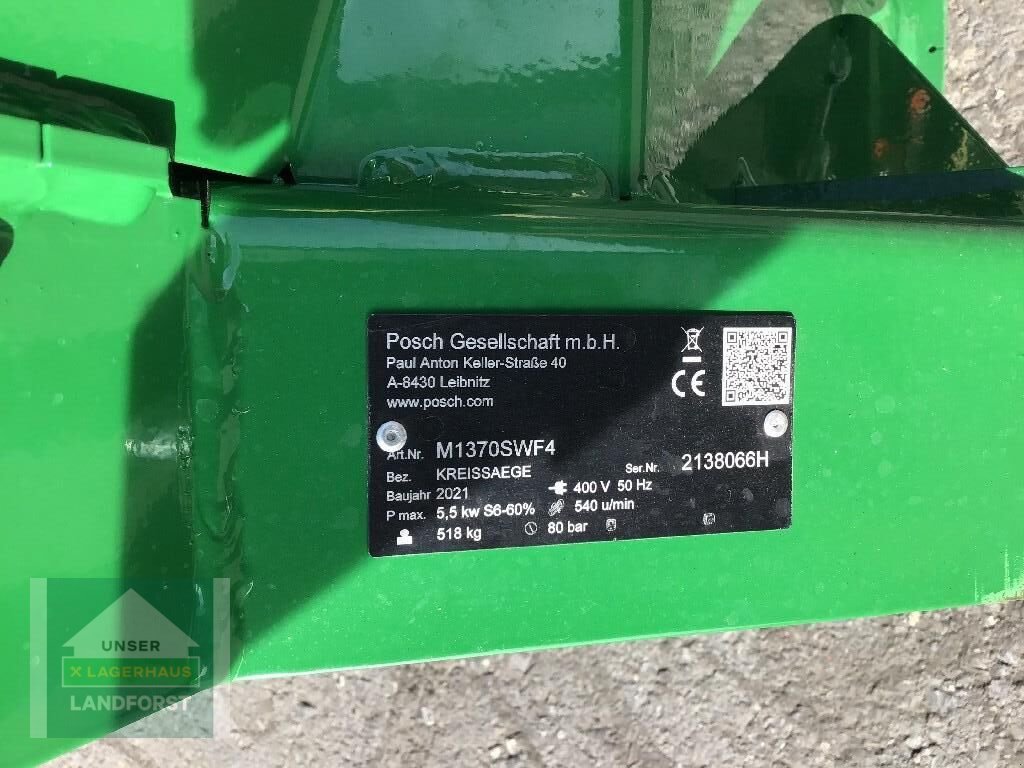 Posch Gesellschaft m.b.H.
Paul Anton Keller-Straße 40
A-8430 Leibnitz
www.posch.com
CE
Art.Nr. M1370SWF4
Bez. KREISSAEGE
Ser.Nr. 2138066H
Baujahr 2021
400 V 50 Hz
P max. 5,5 kw S6-60%
540 u/min
518 kg
80 bar
UNSER
X LAGERHAUS
LANDFORST